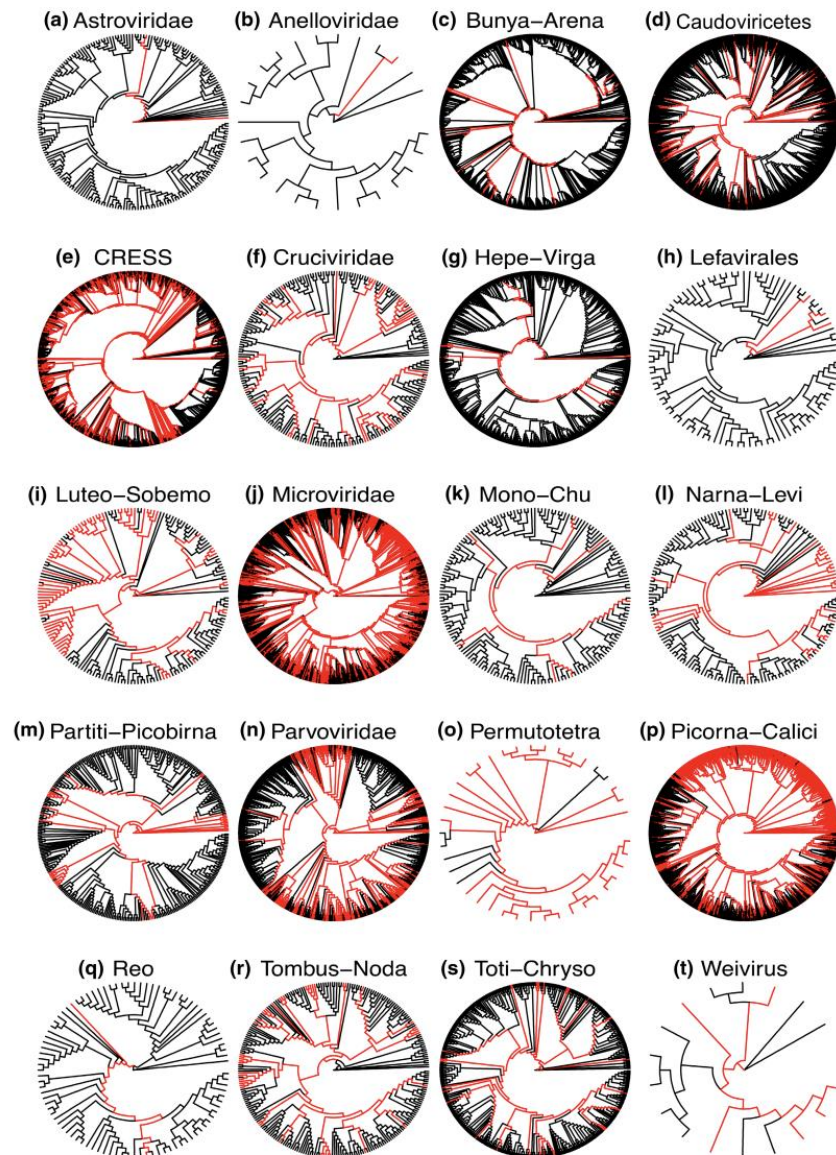 (a) Astroviridae (b) Anelloviridae (c) Bunya−Arena (d) Caudoviricetes
(e) CRESS (f) Cruciviridae (g) Hepe−Virga (h) Lefavirales
(i) Luteo−Sobemo (j) Microviridae (k) Mono−Chu (l) Narna−Levi
(m) Partiti−Picobirna (n) Parvoviridae (o) Permutotetra (p) Picorna−Calici
(q) Reo (r) Tombus−Noda (s) Toti−Chryso (t) Weivirus